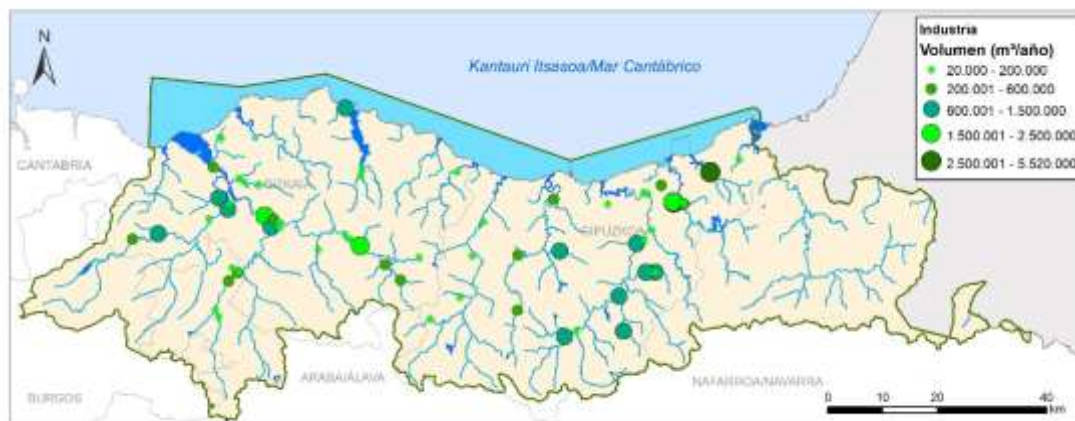 N
Kantauri Itsasoa/Mar Cantábrico
Industria
Volumen (m³/año)
20.000 - 200.000
200.001 - 600.000
600.001 - 1.500.000
1.500.001 - 2.500.000
2.500.001 - 5.520.000
CANTABRIA
BIZKAIA
GIPUZKOA
ARABA/ÁLAVA
NAFARROA/NAVARRA
BURGOS
0 10 20 30 40
km